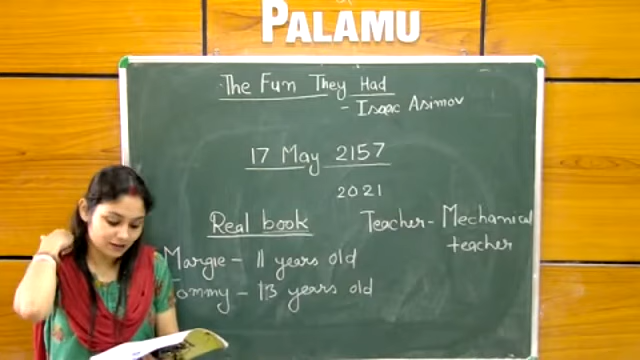 PALAMU
The Fun They Had
- Isaac Asimov
17 May 2157
2021
Real book
Teacher - Mechanical
teacher
Margie - 11 years old
Tommy - 13 years old